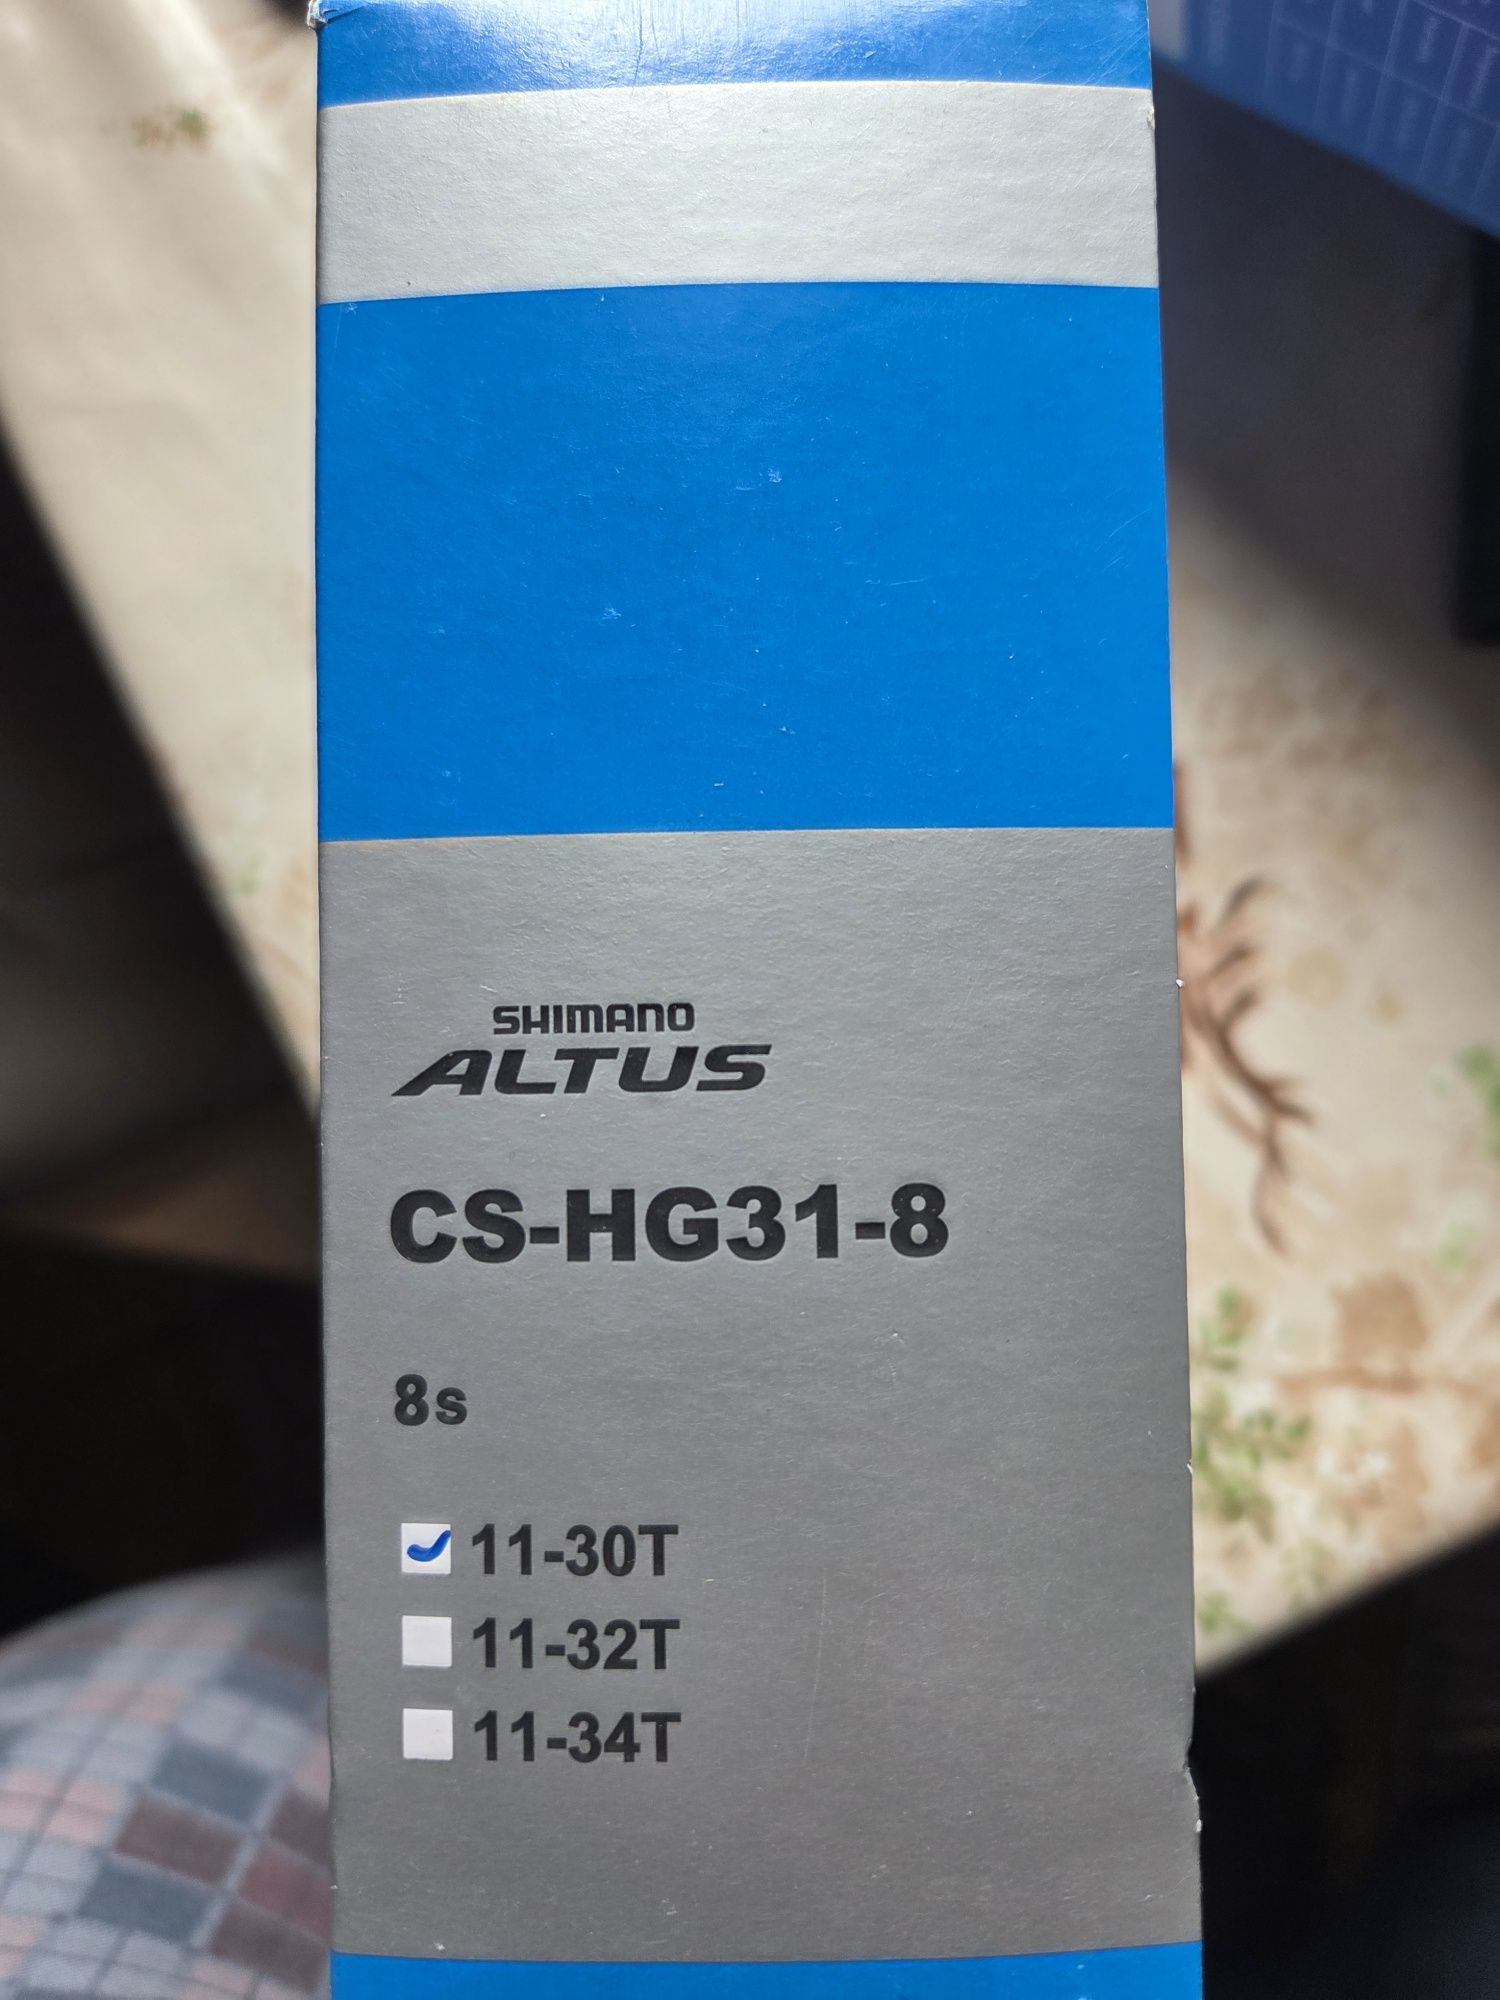 SHIMANO
ALTUS
CS-HG31-8
8s
11-30T
11-32T
11-34T